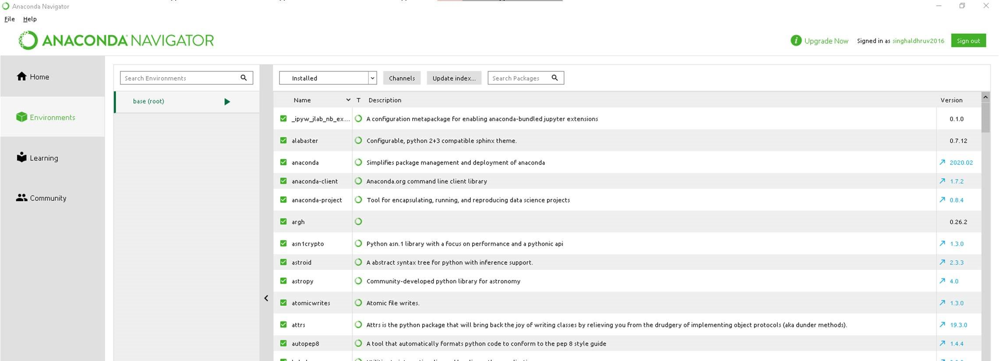 Anaconda Navigator
File Help
ANACONDA NAVIGATOR
i Upgrade Now Signed in as singhaldhruv2016 Sign out
Home
Environments
Learning
Community
Search Environments
base (root)
Installed Channels Update index... Search Packages
Name T Description Version
_ipyw_jlab_nb_ex... A configuration metapackage for enabling anaconda-bundled jupyter extensions 0.1.0
alabaster Configurable, python 2+3 compatible sphinx theme. 0.7.12
anaconda Simplifies package management and deployment of anaconda 2020.02
anaconda-client Anaconda.org command line client library 1.7.2
anaconda-project Tool for encapsulating, running, and reproducing data science projects 0.8.4
argh 0.26.2
asn1crypto Python asn.1 library with a focus on performance and a pythonic api 1.3.0
astroid A abstract syntax tree for python with inference support. 2.3.3
astropy Community-developed python library for astronomy 4.0
atomicwrites Atomic file writes. 1.3.0
attrs Attrs is the python package that will bring back the joy of writing classes by relieving you from the drudgery of implementing object protocols (aka dunder methods). 19.3.0
autopep8 A tool that automatically formats python code to conform to the pep 8 style guide 1.4.4